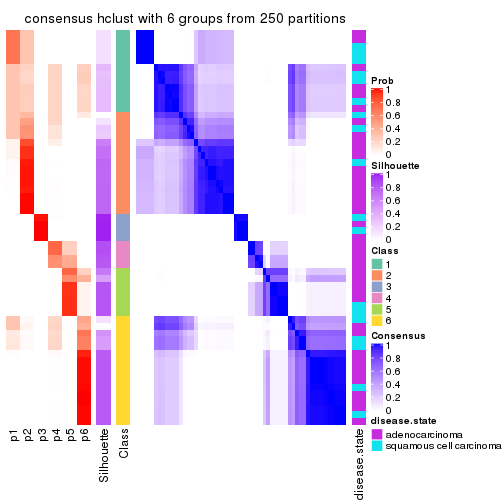 consensus hclust with 6 groups from 250 partitions
Prob
1
0.8
0.6
0.4
0.2
0
Silhouette
1
0.8
0.6
0.4
0.2
0
Class
1
2
3
4
5
6
Consensus
1
0.8
0.6
0.4
0.2
0
disease.state
adenocarcinoma
squamous cell carcinoma
p1
p2
p3
p4
p5
p6
Silhouette
Class
disease.state